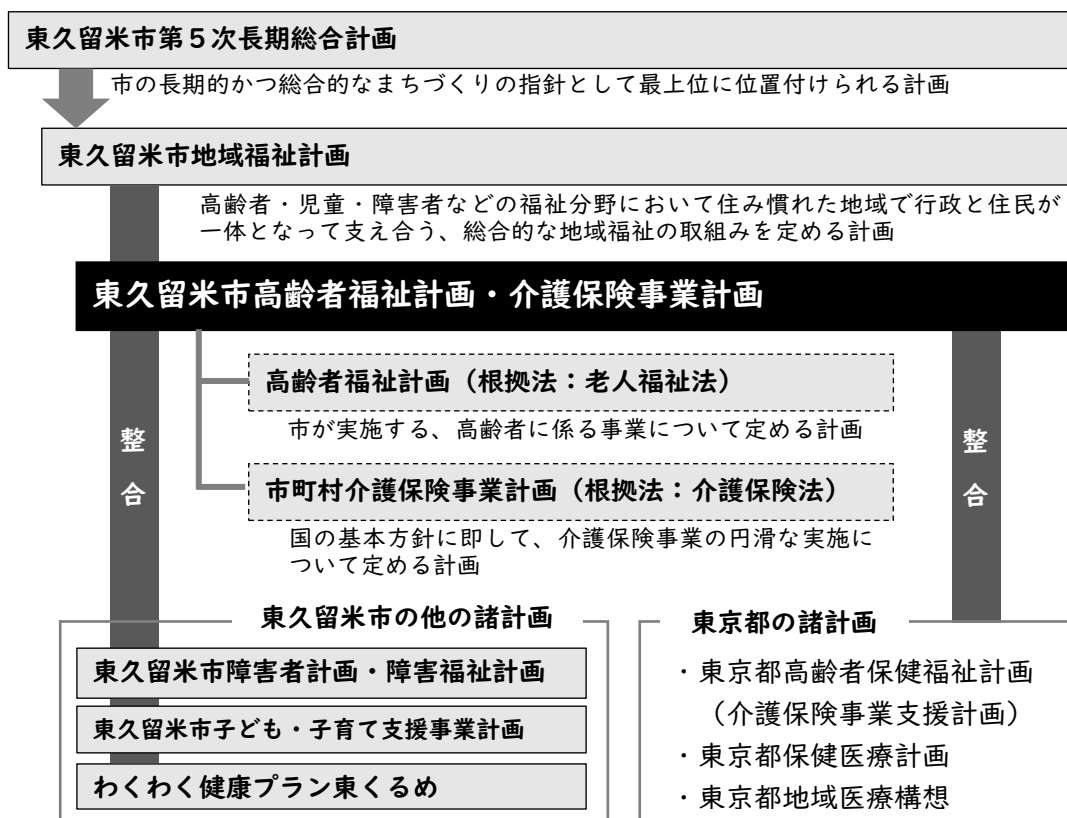 東久留米市第５次長期総合計画
市の長期的かつ総合的なまちづくりの指針として最上位に位置付けられる計画
東久留米市地域福祉計画
高齢者・児童・障害者などの福祉分野において住み慣れた地域で行政と住民が
一体となって支え合う、総合的な地域福祉の取組みを定める計画
東久留米市高齢者福祉計画・介護保険事業計画
高齢者福祉計画（根拠法：老人福祉法）
市が実施する、高齢者に係る事業について定める計画
市町村介護保険事業計画（根拠法：介護保険法）
国の基本方針に即して、介護保険事業の円滑な実施に
ついて定める計画
整合
整合
東久留米市の他の諸計画
東久留米市障害者計画・障害福祉計画
東久留米市子ども・子育て支援事業計画
わくわく健康プラン東くるめ
東京都の諸計画
・東京都高齢者保健福祉計画
（介護保険事業支援計画）
・東京都保健医療計画
・東京都地域医療構想